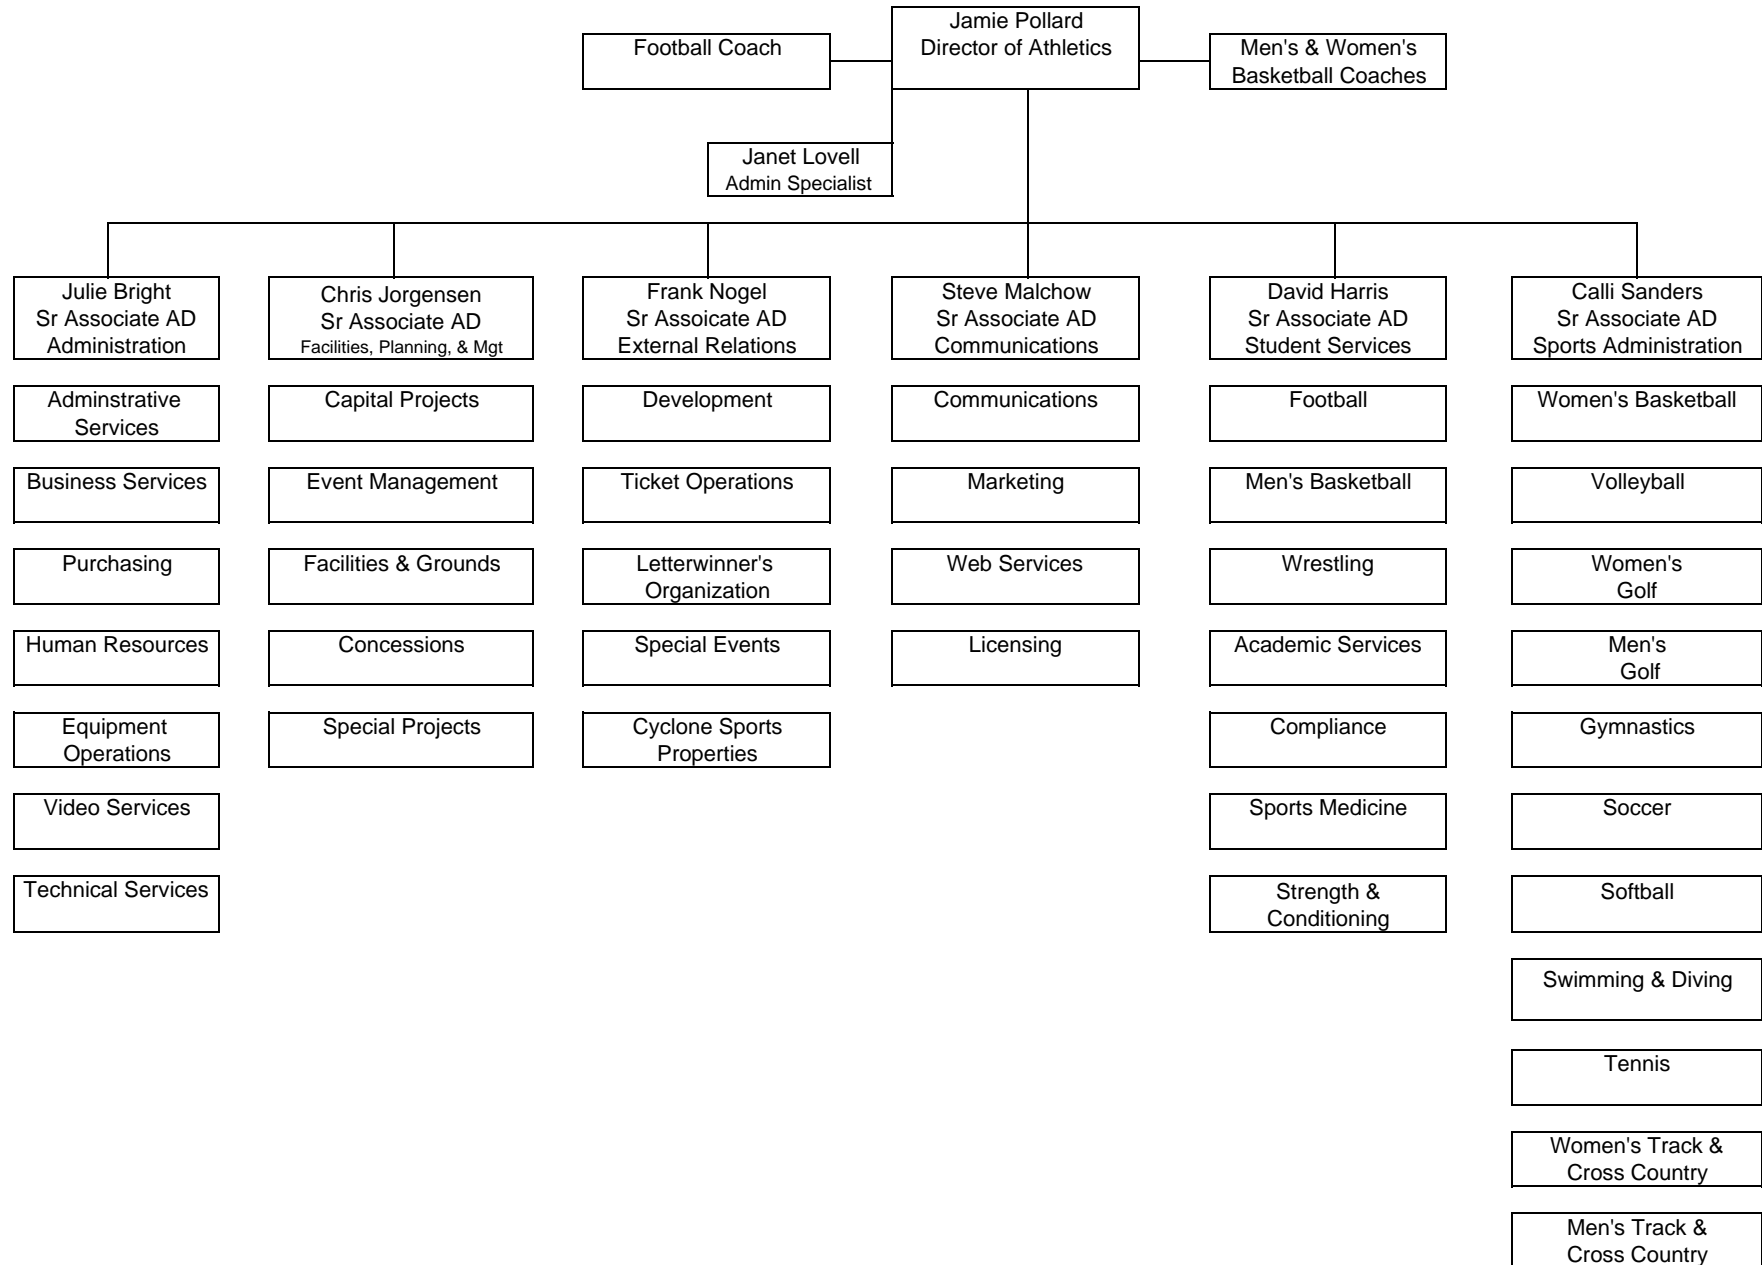 Jamie Pollard
Director of Athletics
Football Coach
Men's & Women's
Basketball Coaches
Janet Lovell
Admin Specialist
Julie Bright
Sr Associate AD
Administration
Adminstrative
Services
Business Services
Purchasing
Human Resources
Equipment
Operations
Video Services
Technical Services
Chris Jorgensen
Sr Associate AD
Facilities, Planning, & Mgt
Capital Projects
Event Management
Facilities & Grounds
Concessions
Special Projects
Frank Nogel
Sr Assoicate AD
External Relations
Development
Ticket Operations
Letterwinner's
Organization
Special Events
Cyclone Sports
Properties
Steve Malchow
Sr Associate AD
Communications
Communications
Marketing
Web Services
Licensing
David Harris
Sr Associate AD
Student Services
Football
Men's Basketball
Wrestling
Academic Services
Compliance
Sports Medicine
Strength &
Conditioning
Calli Sanders
Sr Associate AD
Sports Administration
Women's Basketball
Volleyball
Women's
Golf
Men's
Golf
Gymnastics
Soccer
Softball
Swimming & Diving
Tennis
Women's Track &
Cross Country
Men's Track &
Cross Country